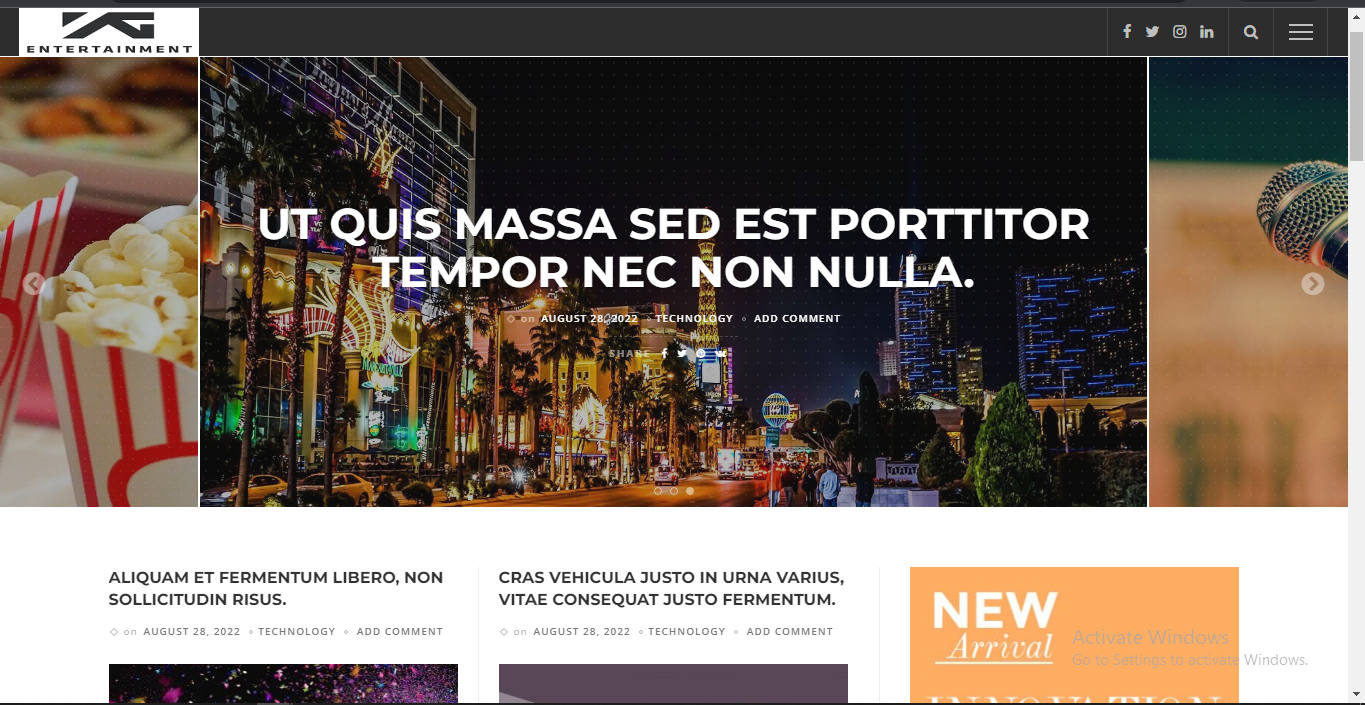 YG
ENTERTAINMENT
UT QUIS MASSA SED EST PORTTITOR
TEMPOR NEC NON NULLA.
on AUGUST 28, 2022 TECHNOLOGY ADD COMMENT
SHARE
ALIQUAM ET FERMENTUM LIBERO, NON
SOLLICITUDIN RISUS.
on AUGUST 28, 2022 TECHNOLOGY ADD COMMENT
CRAS VEHICULA JUSTO IN URNA VARIUS,
VITAE CONSEQUAT JUSTO FERMENTUM.
on AUGUST 28, 2022 TECHNOLOGY ADD COMMENT
NEW
Arrival
INNOVATION
Activate Windows
Go to Settings to activate Windows.